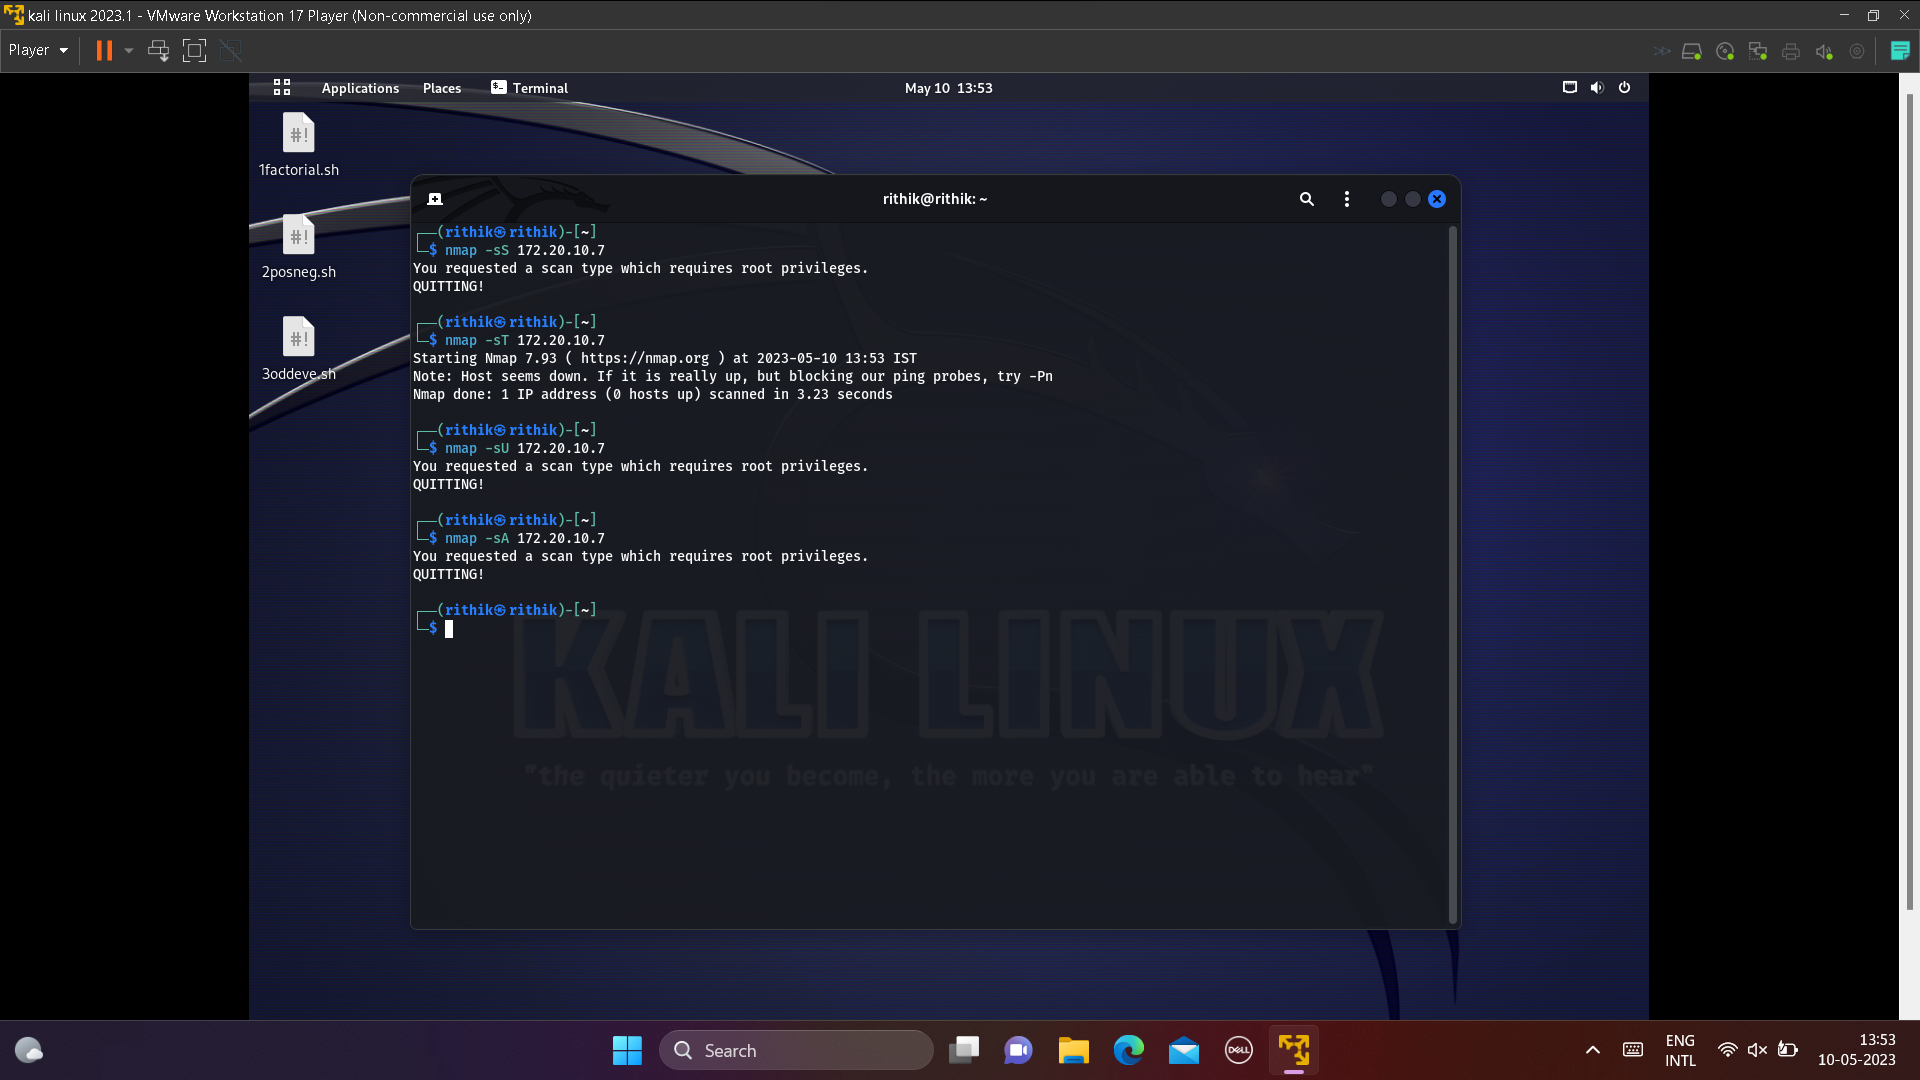 kali linux 2023.1 - VMware Workstation 17 Player (Non-commercial use only)
Player
Applications Places Terminal May 10 13:53
#!
1factorial.sh
#!
2posneg.sh
#!
3oddeve.sh
rithik@rithik: ~
┌──(rithik㉿rithik)-[~]
└─$ nmap -sS 172.20.10.7
You requested a scan type which requires root privileges.
QUITTING!
┌──(rithik㉿rithik)-[~]
└─$ nmap -sT 172.20.10.7
Starting Nmap 7.93 ( https://nmap.org ) at 2023-05-10 13:53 IST
Note: Host seems down. If it is really up, but blocking our ping probes, try -Pn
Nmap done: 1 IP address (0 hosts up) scanned in 3.23 seconds
┌──(rithik㉿rithik)-[~]
└─$ nmap -sU 172.20.10.7
You requested a scan type which requires root privileges.
QUITTING!
┌──(rithik㉿rithik)-[~]
└─$ nmap -sA 172.20.10.7
You requested a scan type which requires root privileges.
QUITTING!
┌──(rithik㉿rithik)-[~]
└─$
KALI LINUX
"the quieter you become, the more you are able to hear"
Search
DELL
ENG
INTL
13:53
10-05-2023